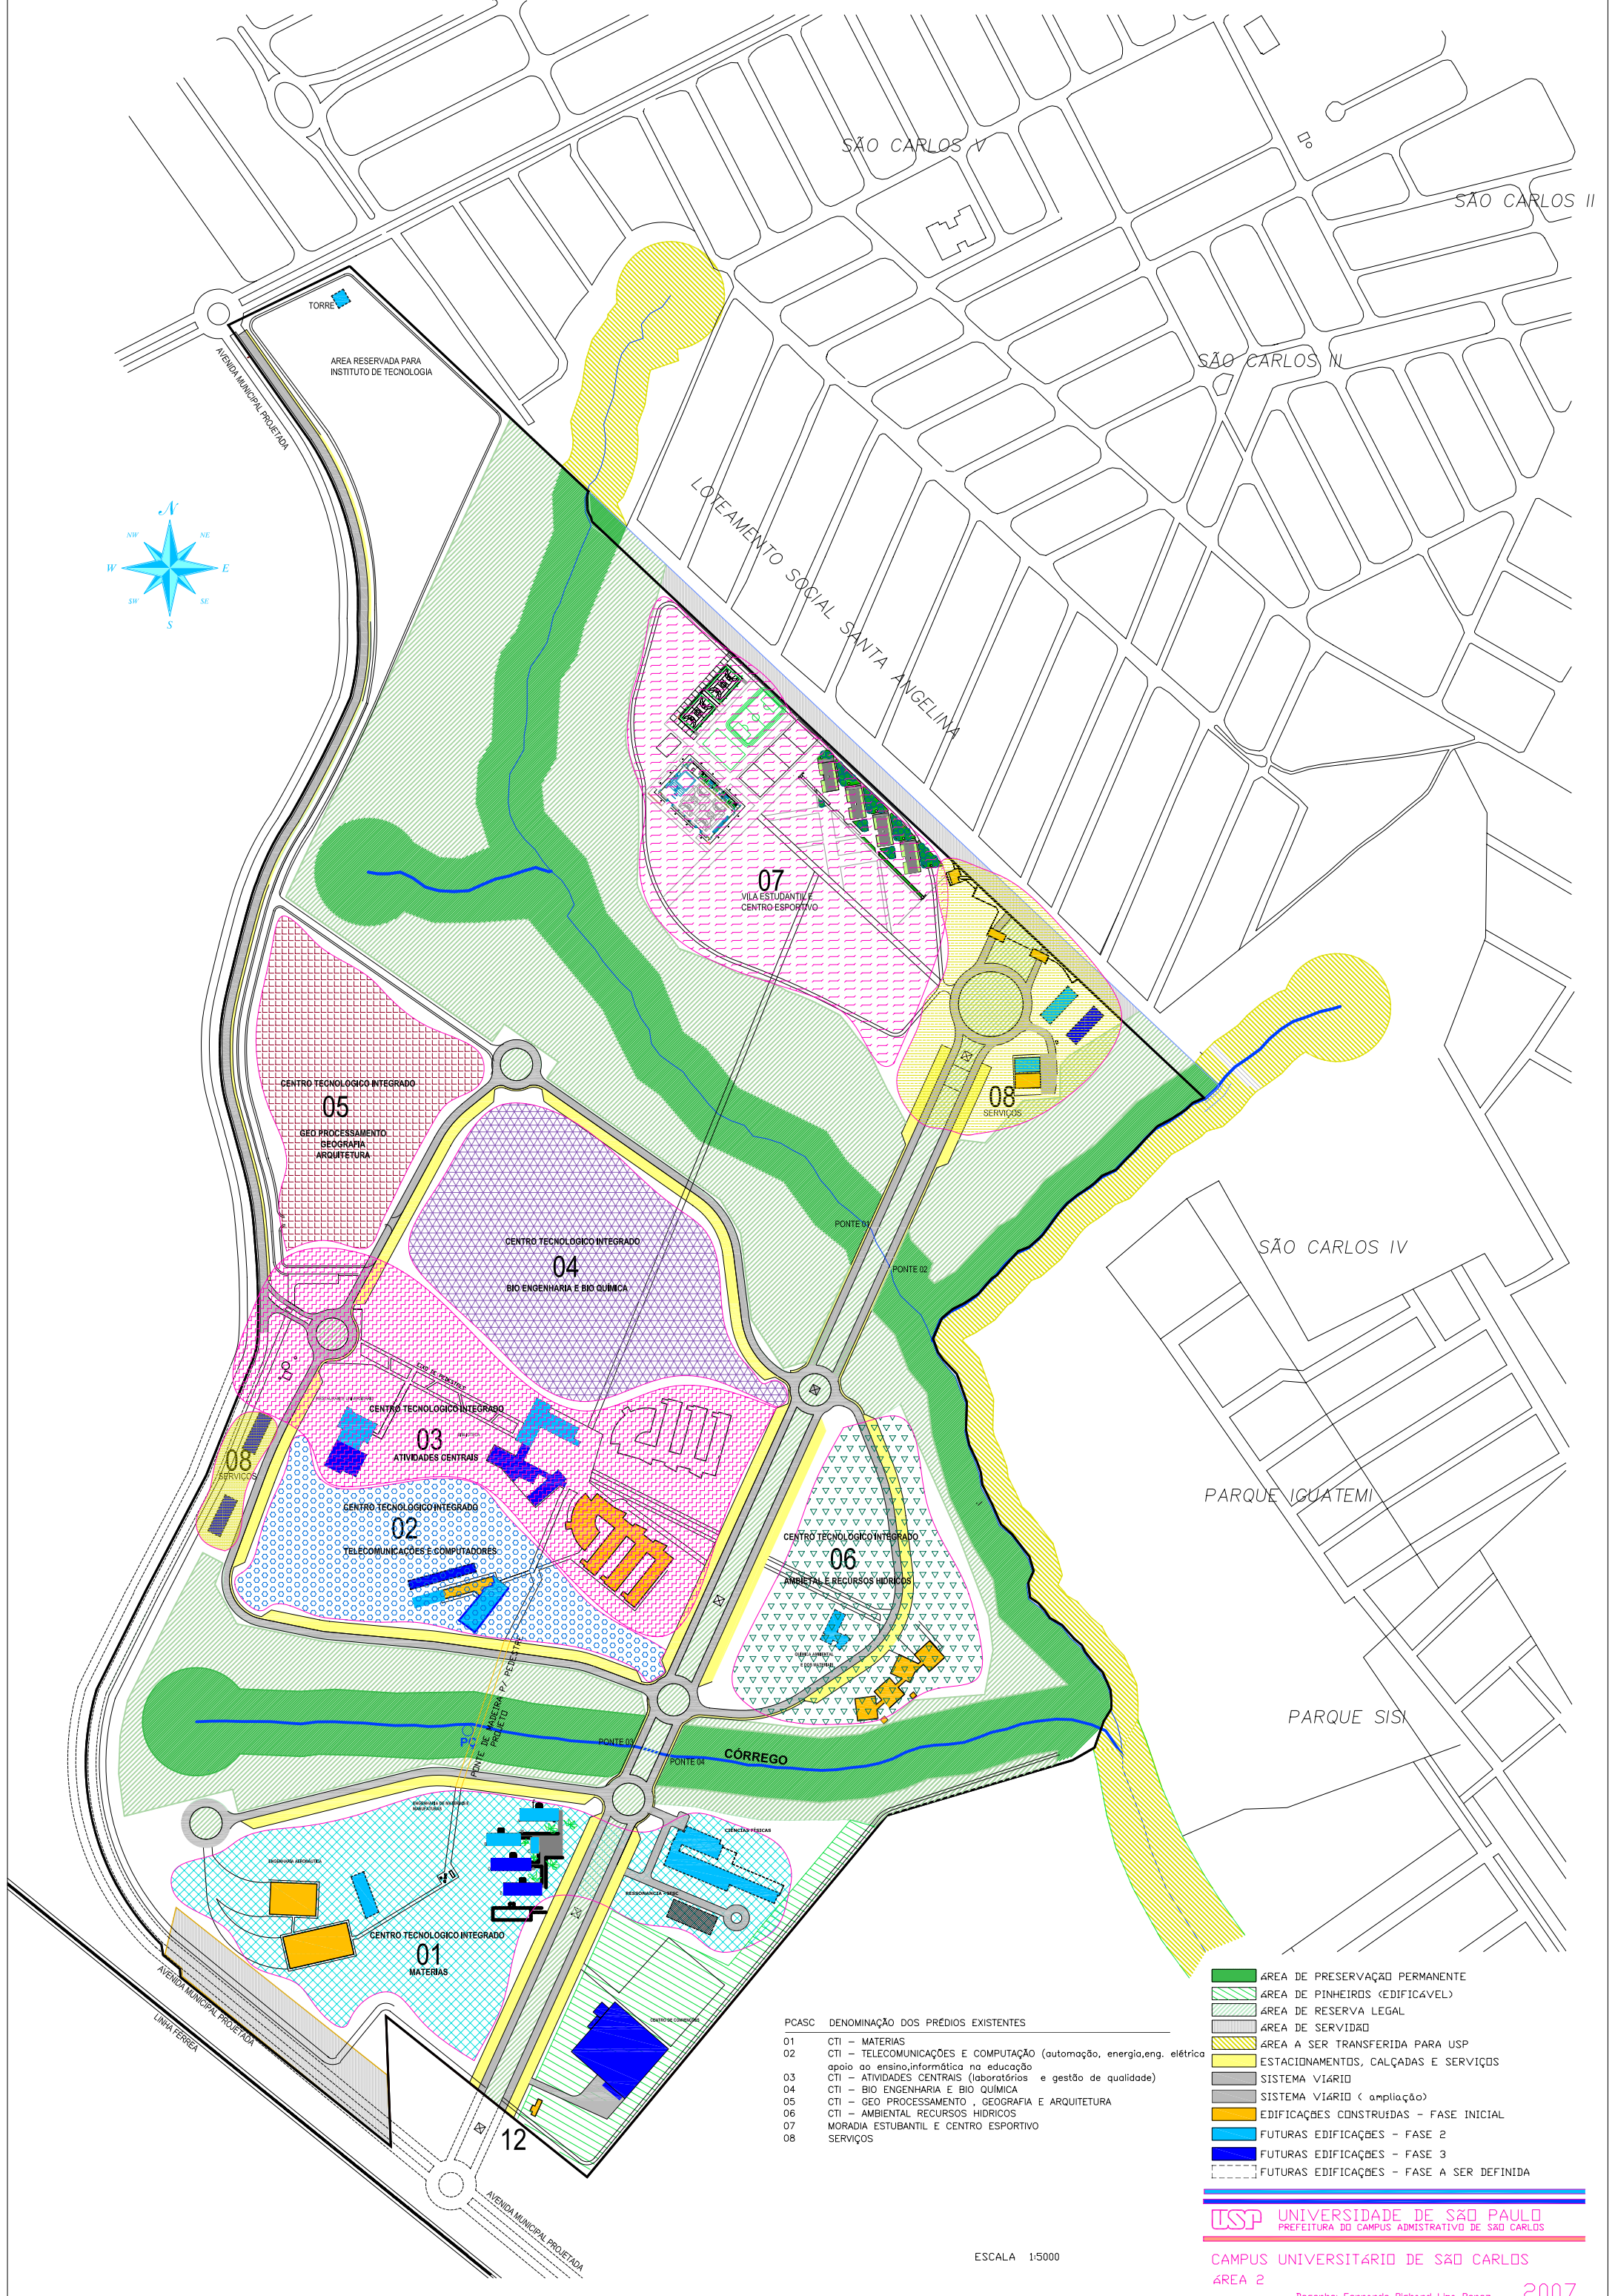 SÃO CARLOS V
SÃO CARLOS II
SÃO CARLOS III
TORRE
AREA RESERVADA PARA
INSTITUTO DE TECNOLOGIA
AVENIDA MUNICIPAL PROJETADA
LOTEAMENTO SOCIAL SANTA ANGELINA
N
NW
NE
W
E
SW
SE
S
07
VILA ESTUDANTIL E
CENTRO ESPORTIVO
CENTRO TECNOLOGICO INTEGRADO
05
GEO PROCESSAMENTO
GEOGRAFIA
ARQUITETURA
08
SERVIÇOS
PONTE 01
PONTE 02
CENTRO TECNOLOGICO INTEGRADO
04
BIO ENGENHARIA E BIO QUÍMICA
SÃO CARLOS IV
CENTRO TECNOLOGICO INTEGRADO
03
ATIVIDADES CENTRAIS
08
SERVIÇOS
CENTRO TECNOLOGICO INTEGRADO
02
TELECOMUNICAÇÕES E COMPUTADORES
CENTRO TECNOLOGICO INTEGRADO
06
AMBIETAL E RECURSOS HIDRICOS
PARQUE IGUATEMI
PARQUE SISI
PONTE DE MADEIRA P/ PEDESTRE
PROJETO
PONTE 03
PONTE 04
CÓRREGO
ENGENHARIA AERONÁUTICA
CIÊNCIAS FÍSICAS
CENTRO TECNOLOGICO INTEGRADO
01
MATERIAS
CENTRO DE CONVENÇÕES
AVENIDA MUNICIPAL PROJETADA
LINHA FERREA
12
AVENIDA MUNICIPAL PROJETADA
PCASC DENOMINAÇÃO DOS PRÉDIOS EXISTENTES
01 CTI – MATERIAS
02 CTI – TELECOMUNICAÇÕES E COMPUTAÇÃO (automação, energia,eng. elétrica
apoio ao ensino,informática na educação
03 CTI – ATIVIDADES CENTRAIS (laboratórios e gestão de qualidade)
04 CTI – BIO ENGENHARIA E BIO QUÍMICA
05 CTI – GEO PROCESSAMENTO , GEOGRAFIA E ARQUITETURA
06 CTI – AMBIENTAL RECURSOS HIDRICOS
07 MORADIA ESTUBANTIL E CENTRO ESPORTIVO
08 SERVIÇOS
ESCALA 1:5000
ÁREA DE PRESERVAÇÃO PERMANENTE
ÁREA DE PINHEIROS (EDIFICÁVEL)
ÁREA DE RESERVA LEGAL
ÁREA DE SERVIDÃO
ÁREA A SER TRANSFERIDA PARA USP
ESTACIONAMENTOS, CALÇADAS E SERVIÇOS
SISTEMA VIÁRIO
SISTEMA VIÁRIO ( ampliação)
EDIFICAÇÕES CONSTRUÍDAS - FASE INICIAL
FUTURAS EDIFICAÇÕES - FASE 2
FUTURAS EDIFICAÇÕES - FASE 3
FUTURAS EDIFICAÇÕES - FASE A SER DEFINIDA
USP UNIVERSIDADE DE SÃO PAULO
PREFEITURA DO CAMPUS ADMISTRATIVO DE SÃO CARLOS
CAMPUS UNIVERSITÁRIO DE SÃO CARLOS
ÁREA 2
2007